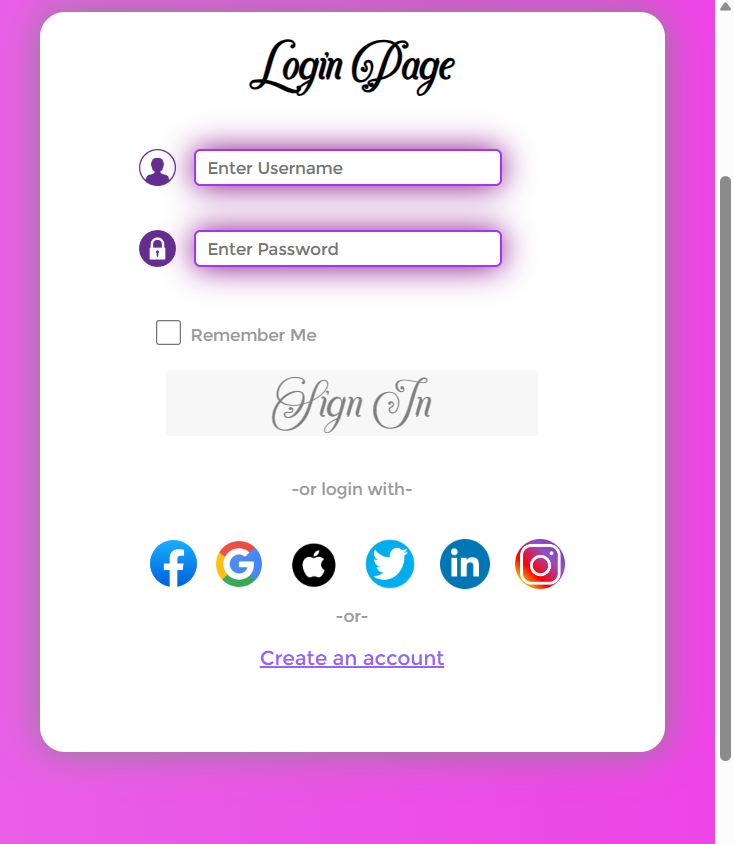 Login Page
Enter Username
Enter Password
Remember Me
Sign In
-or login with-
-or-
Create an account